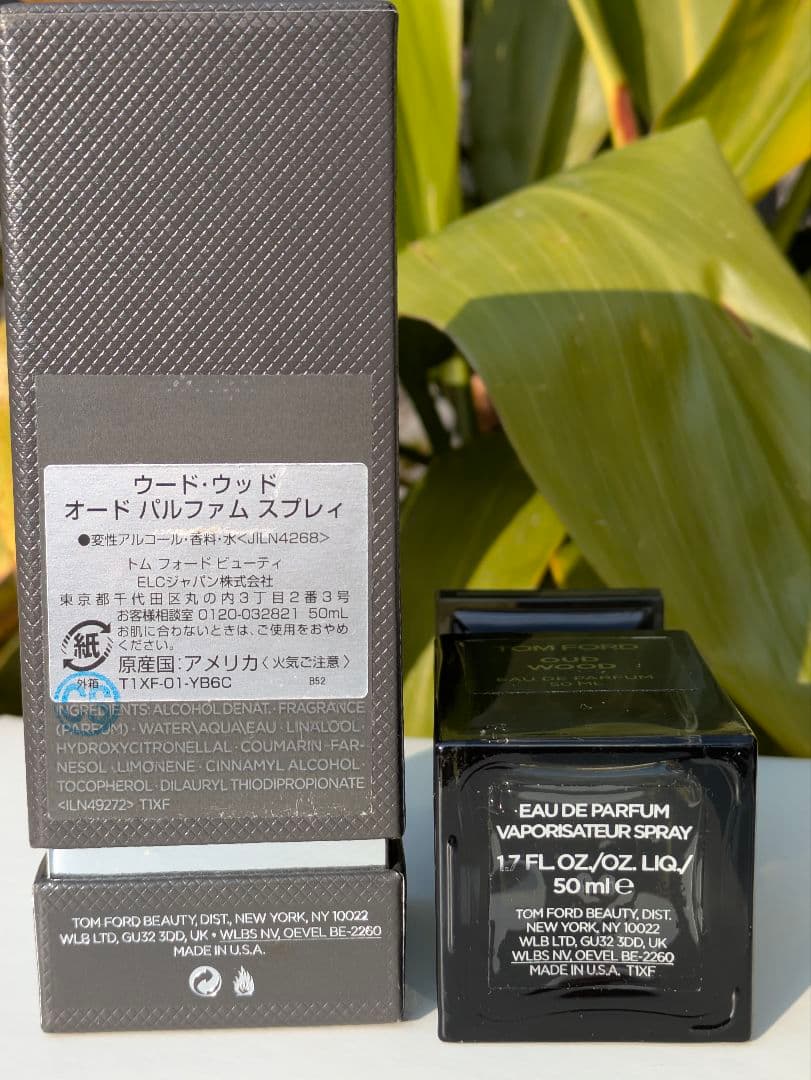 ウード・ウッド
オード パルファム スプレィ
●変性アルコール・香料・水<JILN4268>
トム フォード ビューティ
ELCジャパン株式会社
東京都千代田区丸の内3丁目2番3号
お客様相談室 0120-032821 50mL
お肌に合わないときは、ご使用をおやめ
ください。
紙
外箱
原産国:アメリカ〈火気ご注意〉
T1XF-01-YB6C B52
CS
INGREDIENTS: ALCOHOL DENAT. · FRAGRANCE
(PARFUM) · WATER\AQUA\EAU · LINALOOL ·
HYDROXYCITRONELLAL · COUMARIN · FAR-
NESOL · LIMONENE · CINNAMYL ALCOHOL ·
TOCOPHEROL · DILAURYL THIODIPROPIONATE
<ILN49272> T1XF
TOM FORD BEAUTY, DIST., NEW YORK, NY 10022
WLB LTD, GU32 3DD, UK • WLBS NV, OEVEL BE-2260
MADE IN U.S.A.
TOM FORD
OUD
WOOD
EAU DE PARFUM
50 ML
EAU DE PARFUM
VAPORISATEUR SPRAY
1.7 FL. OZ./OZ. LIQ./
50 ml e
TOM FORD BEAUTY, DIST.
NEW YORK, NY 10022
WLB LTD, GU32 3DD, UK
WLBS NV, OEVEL BE-2260
MADE IN U.S.A. T1XF